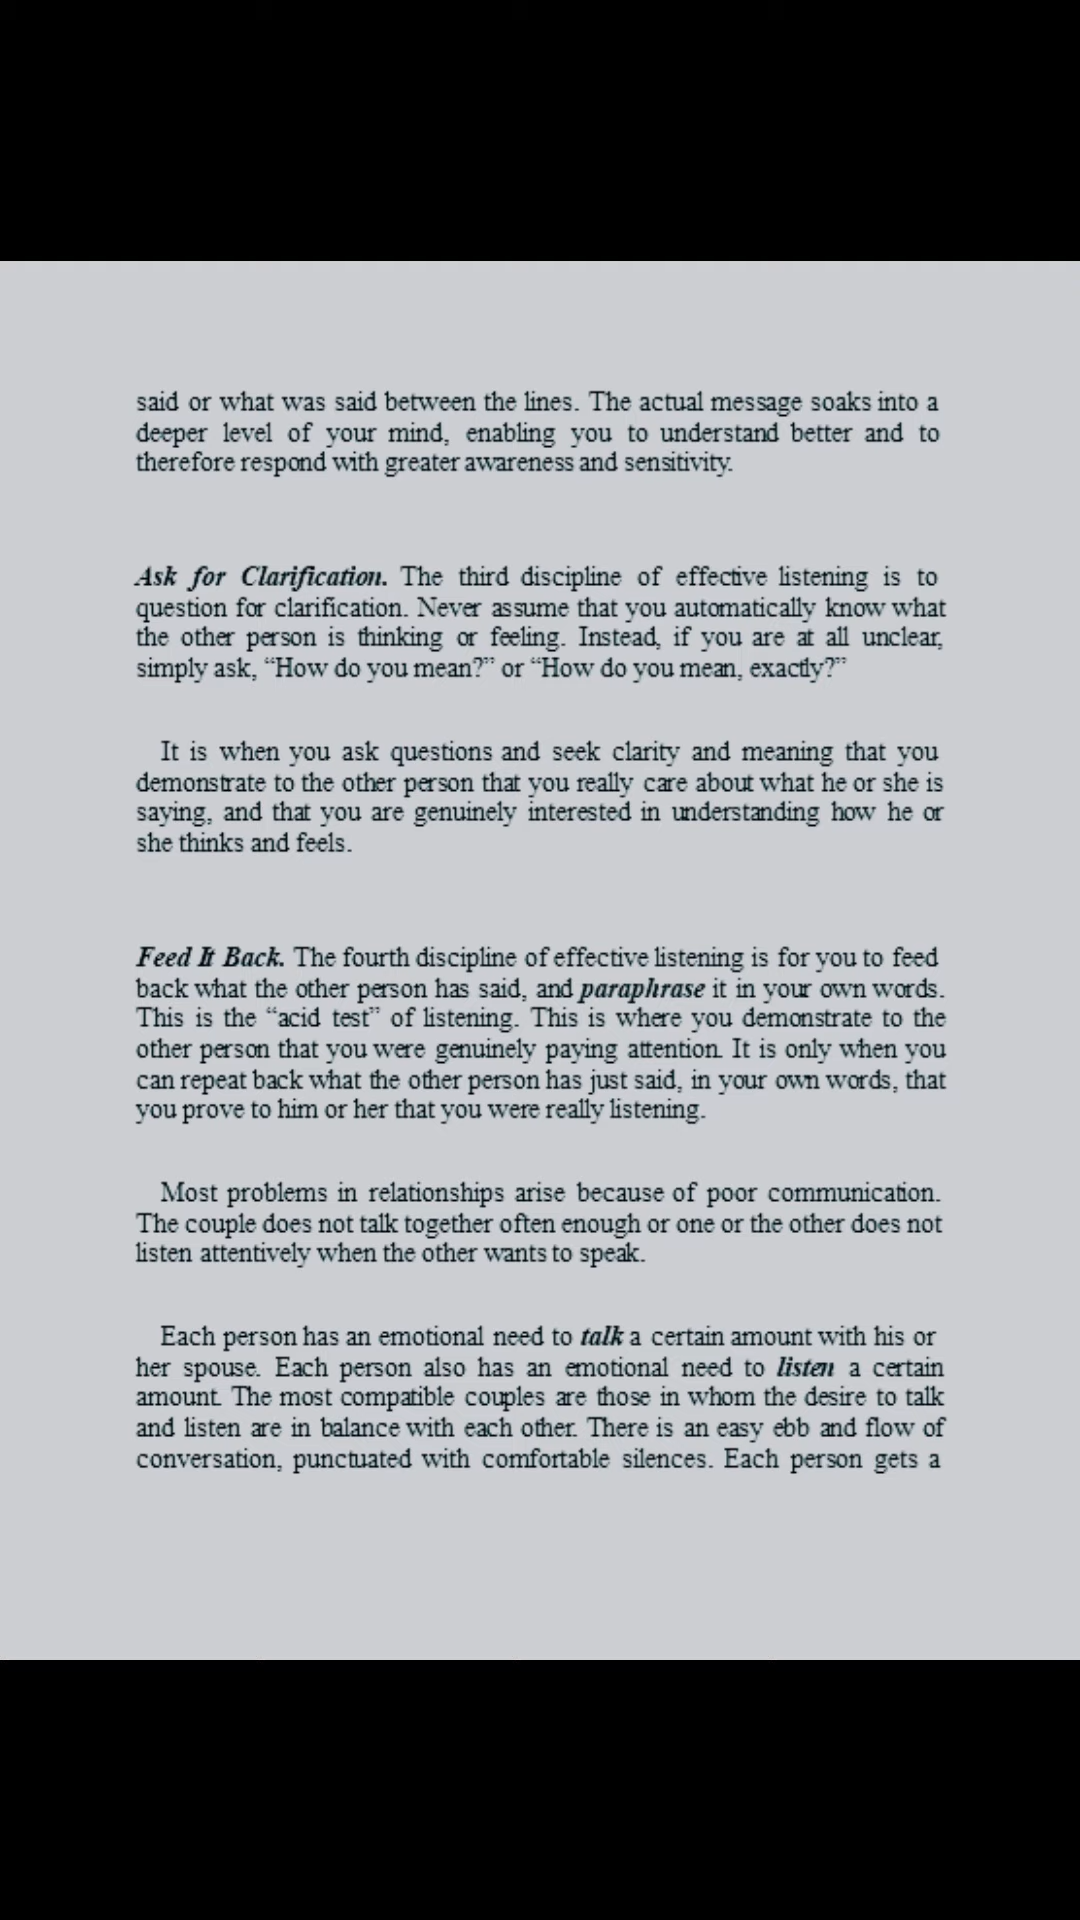 said or what was said between the lines. The actual message soaks into a
deeper level of your mind, enabling you to understand better and to
therefore respond with greater awareness and sensitivity.
Ask for Clarification. The third discipline of effective listening is to
question for clarification. Never assume that you automatically know what
the other person is thinking or feeling. Instead, if you are at all unclear,
simply ask, “How do you mean?” or “How do you mean, exactly?”
It is when you ask questions and seek clarity and meaning that you
demonstrate to the other person that you really care about what he or she is
saying, and that you are genuinely interested in understanding how he or
she thinks and feels.
Feed It Back. The fourth discipline of effective listening is for you to feed
back what the other person has said, and paraphrase it in your own words.
This is the “acid test” of listening. This is where you demonstrate to the
other person that you were genuinely paying attention. It is only when you
can repeat back what the other person has just said, in your own words, that
you prove to him or her that you were really listening.
Most problems in relationships arise because of poor communication.
The couple does not talk together often enough or one or the other does not
listen attentively when the other wants to speak.
Each person has an emotional need to talk a certain amount with his or
her spouse. Each person also has an emotional need to listen a certain
amount. The most compatible couples are those in whom the desire to talk
and listen are in balance with each other. There is an easy ebb and flow of
conversation, punctuated with comfortable silences. Each person gets a